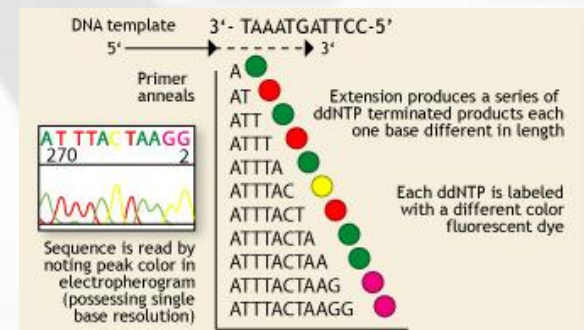 DNA template
3‘- TAAATGATTCC-5’
5‘
3‘
Primer
anneals
A
AT
ATT
ATTT
ATTTA
ATTTAC
ATTTACT
ATTTACTA
ATTTACTAA
ATTTACTAAG
ATTTACTAAGG
Extension produces a series of
ddNTP terminated products each
one base different in length
Each ddNTP is labeled
with a different color
fluorescent dye
AT TTAC TAAGG
270 2
Sequence is read by
noting peak color in
electropherogram
(possessing single
base resolution)